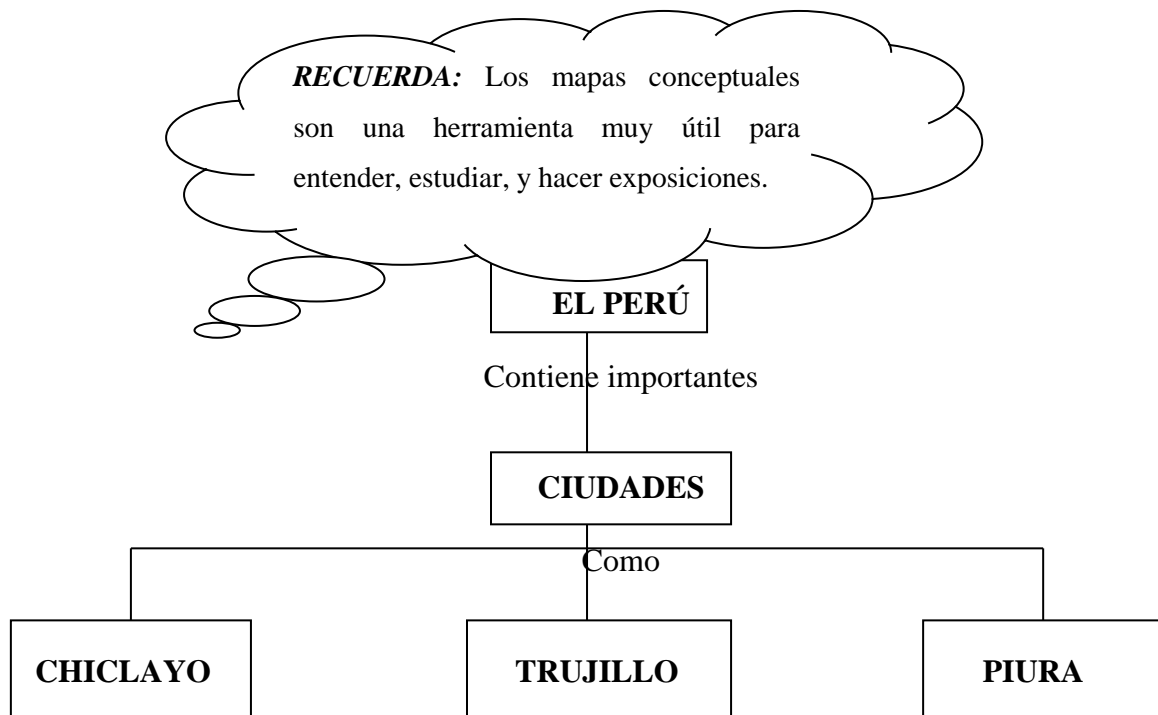 RECUERDA: Los mapas conceptuales
son una herramienta muy útil para
entender, estudiar, y hacer exposiciones.
EL PERÚ
Contiene importantes
CIUDADES
Como
CHICLAYO
TRUJILLO
PIURA